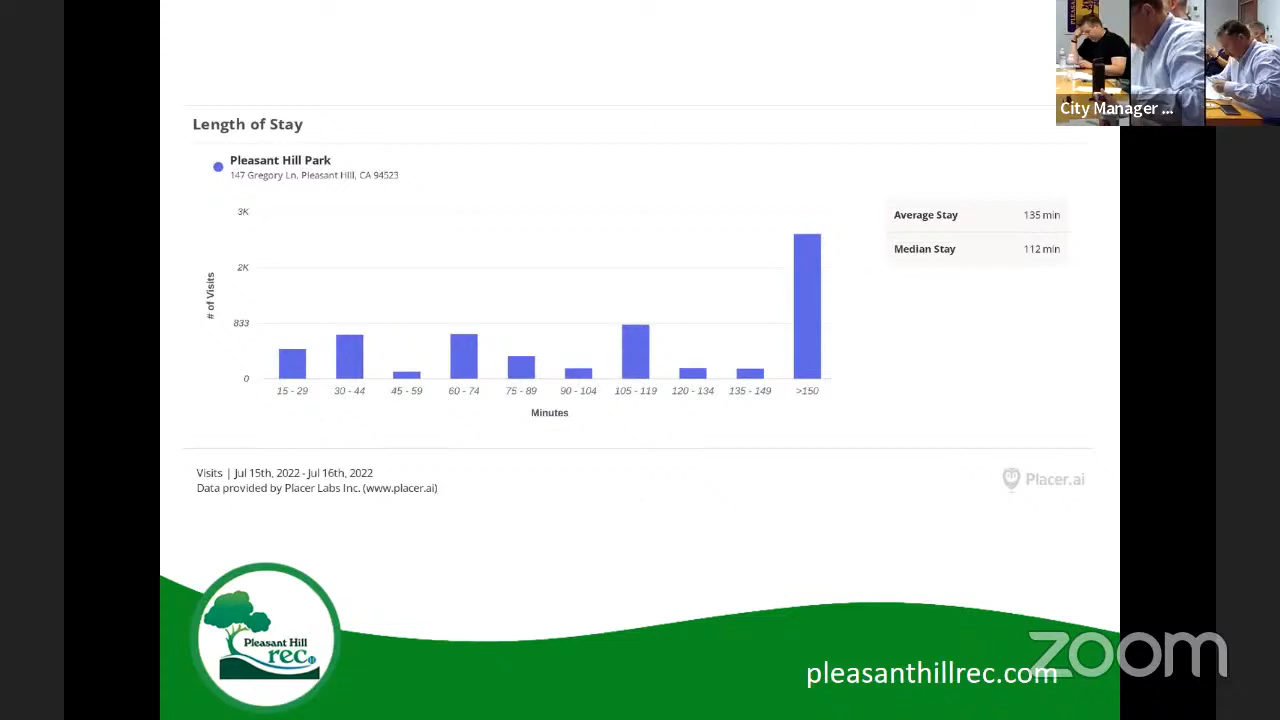 PLEASAN
City Manager ...
Length of Stay
Pleasant Hill Park
147 Gregory Ln, Pleasant Hill, CA 94523
Average Stay 135 min
Median Stay 112 min
3K
2K
833
0
# of Visits
15 - 29 30 - 44 45 - 59 60 - 74 75 - 89 90 - 104 105 - 119 120 - 134 135 - 149 >150
Minutes
Visits | Jul 15th, 2022 - Jul 16th, 2022
Data provided by Placer Labs Inc. (www.placer.ai)
Placer.ai
Pleasant Hill
rec
pleasanthillrec.com
zoom